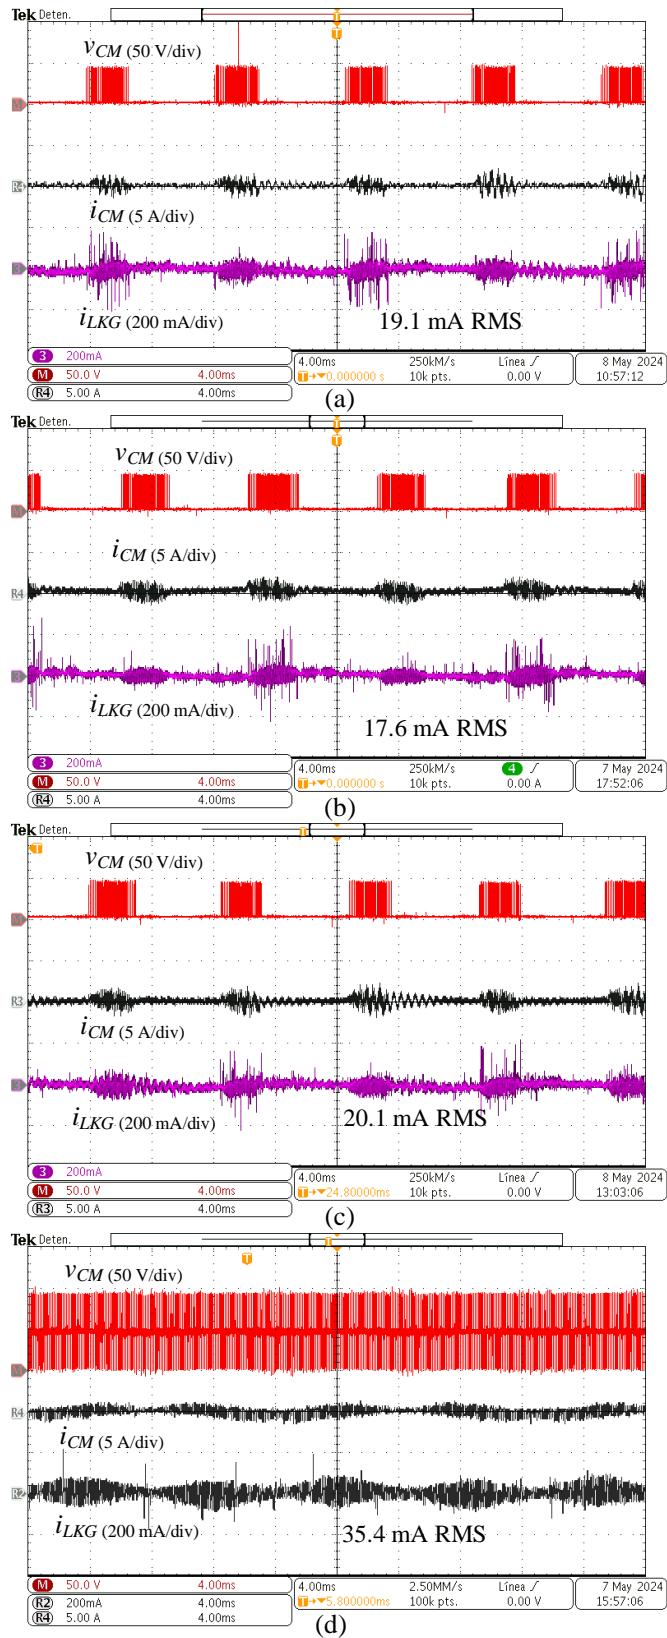 Tek Deten.
T
T
vCM (50 V/div)
M
R4
iCM (5 A/div)
3
iLKG (200 mA/div)
19.1 mA RMS
3 200mA
M 50.0 V 4.00ms
R4 5.00 A 4.00ms
4.00ms 250kM/s Línea
T→▼0.000000 s 10k pts. 0.00 V
8 May 2024
10:57:12
(a)
Tek Deten.
T
T
vCM (50 V/div)
M
iCM (5 A/div)
R4
3
iLKG (200 mA/div)
17.6 mA RMS
3 200mA
M 50.0 V 4.00ms
R4 5.00 A 4.00ms
4.00ms 250kM/s 4
T→▼0.000000 s 10k pts. 0.00 A
7 May 2024
17:52:06
(b)
Tek Deten.
T
T
vCM (50 V/div)
M
R3
iCM (5 A/div)
3
iLKG (200 mA/div)
20.1 mA RMS
3 200mA
M 50.0 V 4.00ms
R3 5.00 A 4.00ms
4.00ms 250kM/s Línea
T→▼24.80000ms 10k pts. 0.00 V
8 May 2024
13:03:06
(c)
Tek Deten.
T
T
vCM (50 V/div)
M
R4
iCM (5 A/div)
R2
iLKG (200 mA/div)
35.4 mA RMS
M 50.0 V 4.00ms
R2 200mA 4.00ms
R4 5.00 A 4.00ms
4.00ms 2.50MM/s Línea
T→▼5.800000ms 100k pts. 0.00 V
7 May 2024
15:57:06
(d)